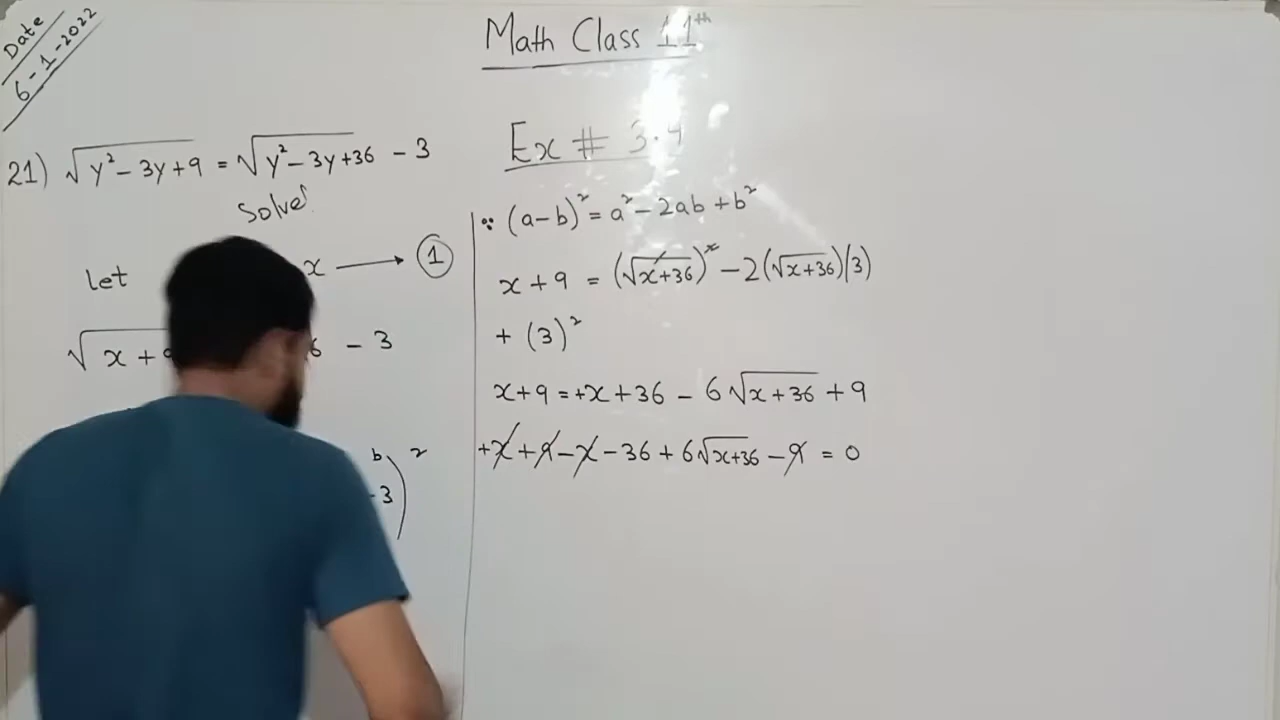 Date
6-1-2022
Math Class 11th
Ex # 3.4
21) √(y² - 3y + 9) = √(y² - 3y + 36) - 3
Solve
let x → ①
√(x + 9 6 - 3
b 2
-3)
∵ (a-b)² = a² - 2ab + b²
x + 9 = (√(x+36))² - 2(√(x+36))(3)
+ (3)²
x+9 = +x+36 - 6√(x+36) + 9
+x+9-x-36+6√(x+36)-9 = 0